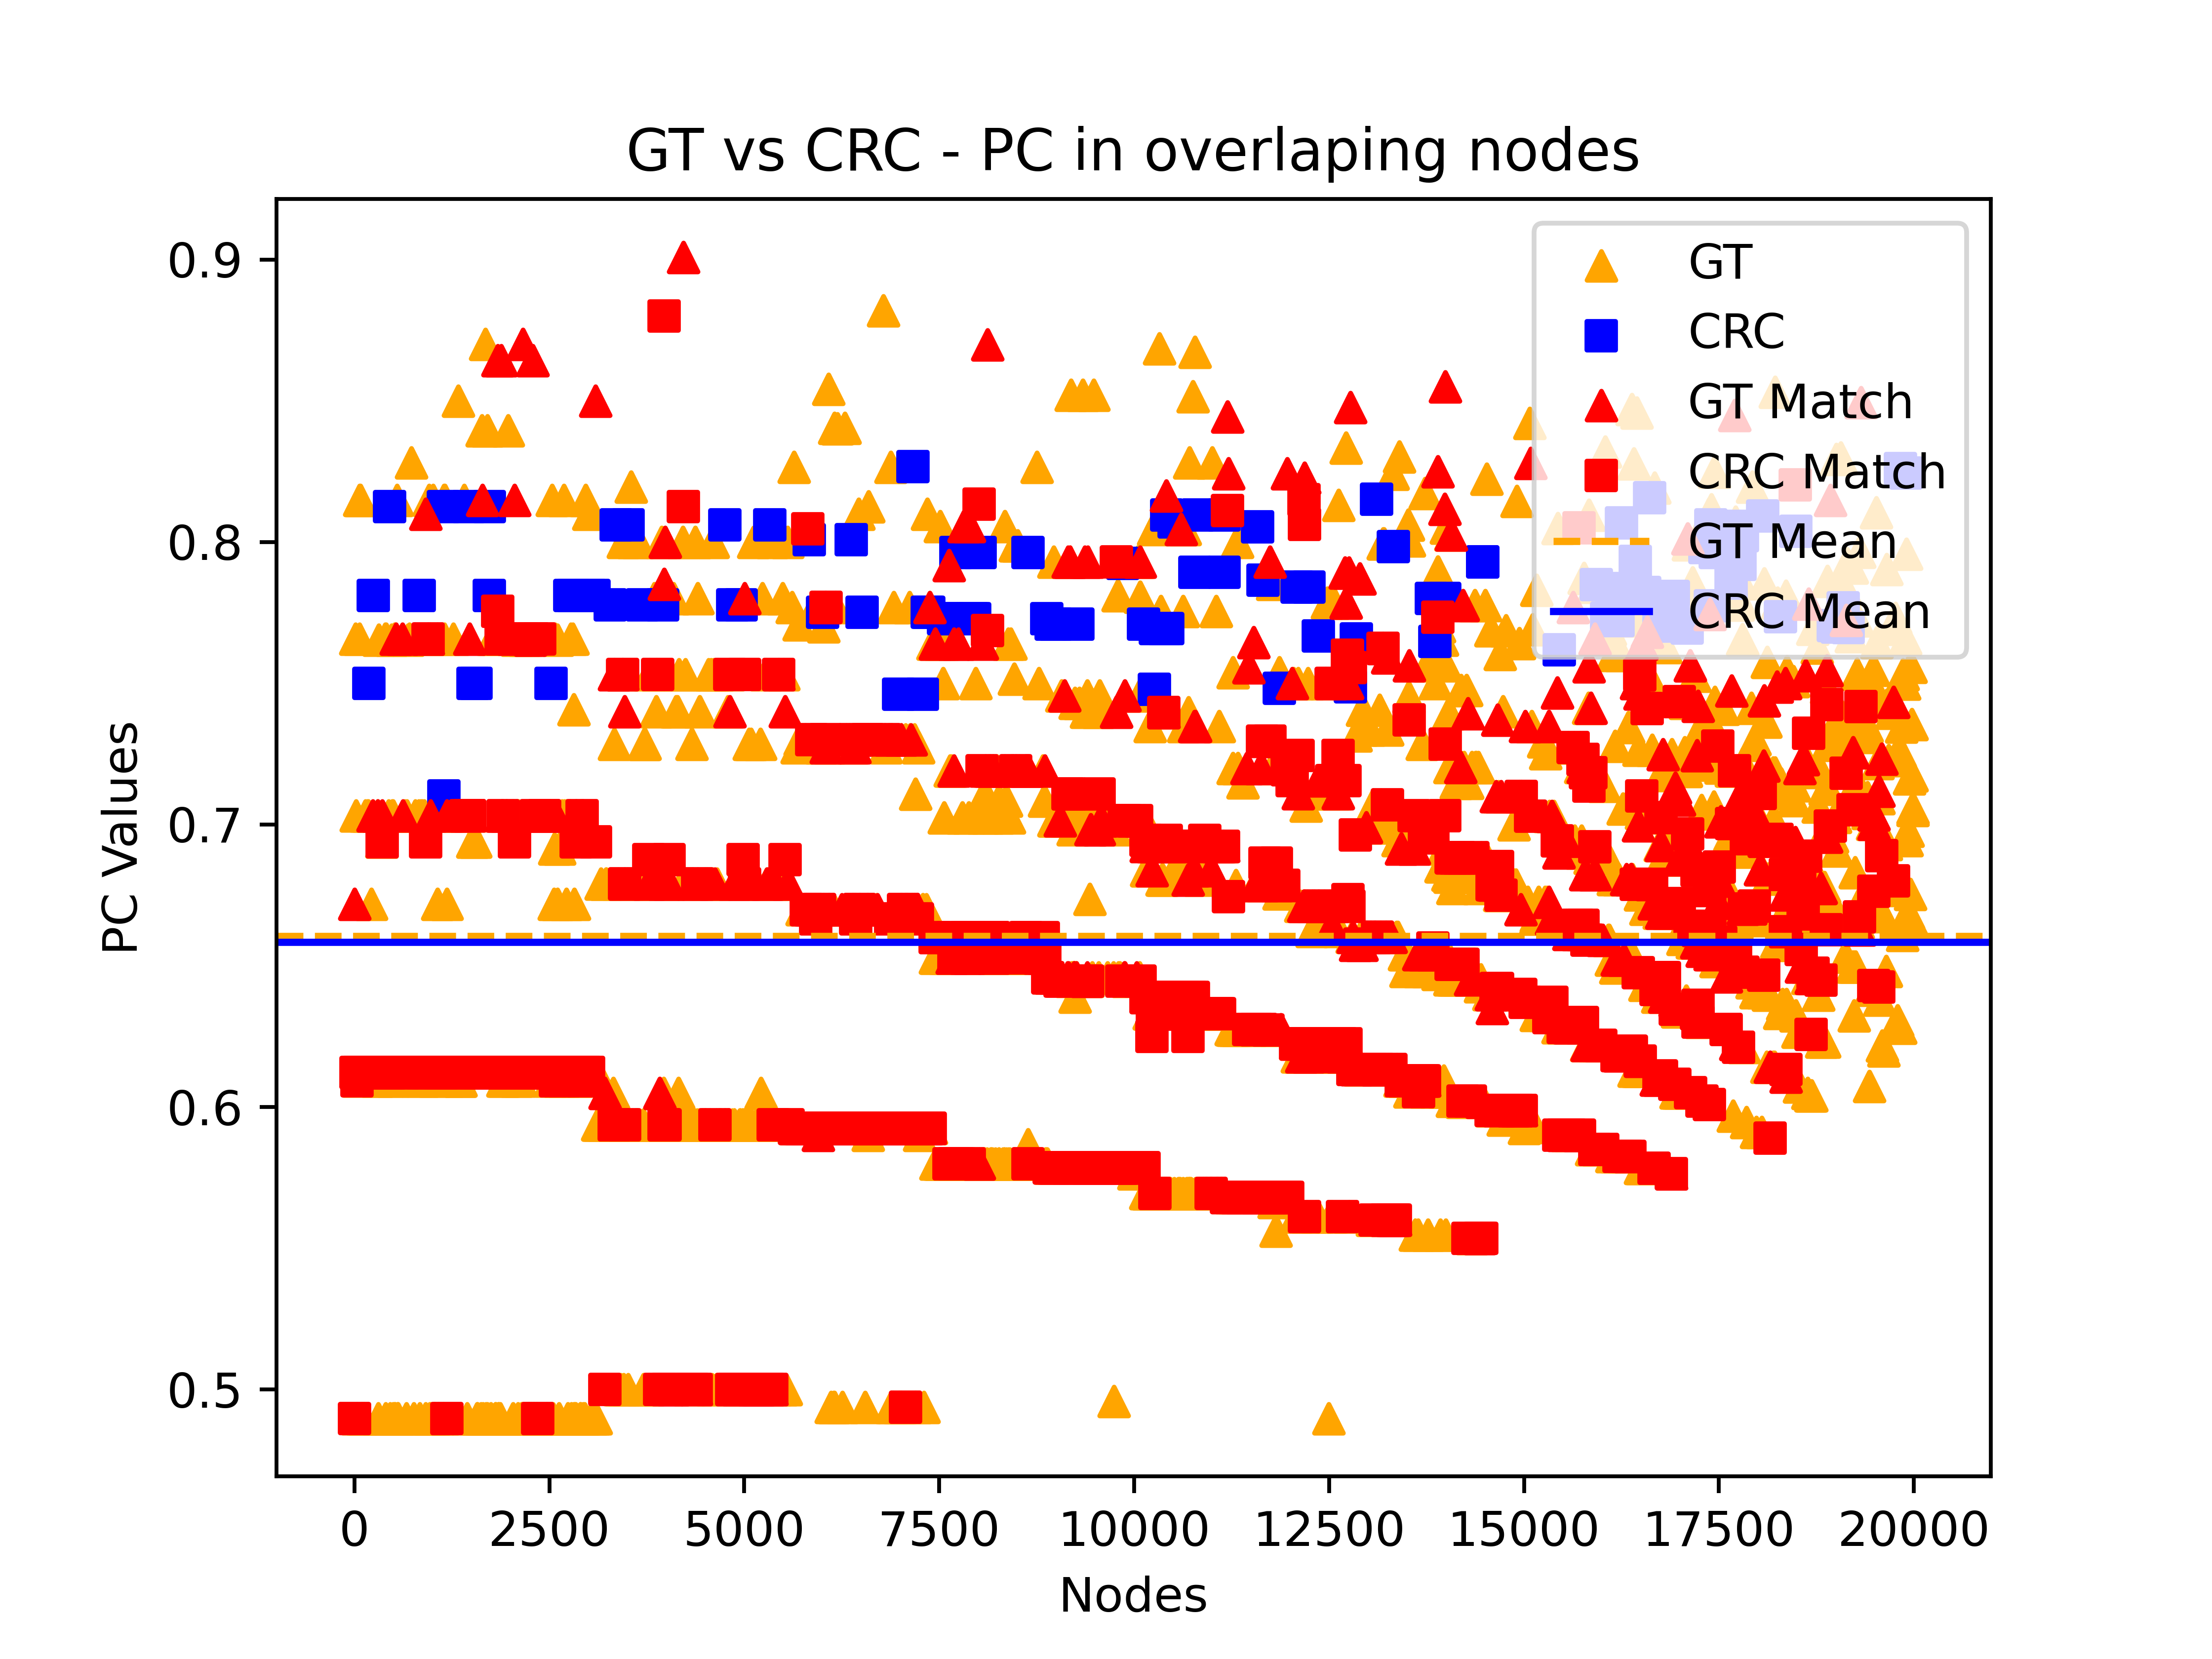 GT vs CRC - PC in overlaping nodes
0.9
0.8
0.7
0.6
0.5
PC Values
GT
CRC
GT Match
CRC Match
GT Mean
CRC Mean
0 2500 5000 7500 10000 12500 15000 17500 20000
Nodes